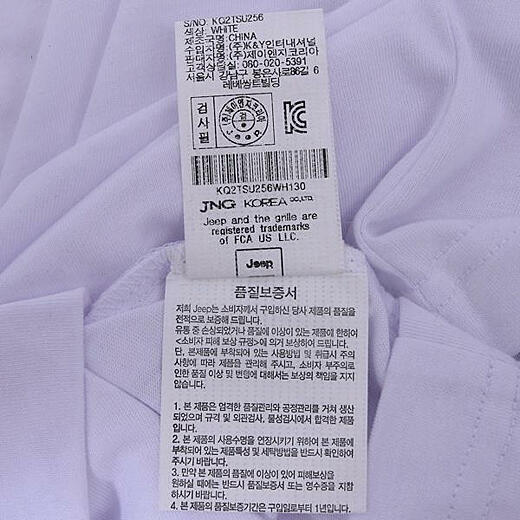 S/NO. KQ2TSU256
색상: WHITE
제조국명: CHINA
수입자명: (주)K&Y인터내셔널
판매자명: (주)제이엔지코리아
A/S상담실: 080-020-5391
서울시 강남구 봉은사로86길 6
레베쌍트빌딩
검사필
(주)제이엔지코리아
검
Jeep
KQ2TSU256WH130
JNG KOREA CO.,LTD.
Jeep and the grille are
registered trademarks
of FCA US LLC.
Jeep
품질보증서
저희 Jeep는 소비자께서 구입하신 당사 제품의 품질을
전적으로 보증해 드립니다.
유통 중 손상되었거나 품질에 이상이 있는 제품에 한하여
<소비자 피해 보상 규정>에 의거 보상하여 드립니다.
단, 본제품에 부착되어 있는 사용방법 및 취급시 주의
사항에 따라 제품을 관리해 주시고, 소비자 부주의로
인한 품질 이상 및 변형에 대해서는 보상의 책임을 지지
않습니다.
1. 본 제품은 엄격한 품질관리와 공정관리를 거쳐 생산
되었으며 규격 및 외관검사, 물성검사에서 합격한 제품
입니다.
2. 본 제품의 사용수명을 연장시키기 위하여 본 제품에
부착되어 있는 제품특성 및 세탁방법을 반드시 확인하여
주시기 바랍니다.
3. 만약 본 제품의 품질에 이상이 있어 피해보상을
원하실 때에는 반드시 품질보증서 또는 영수증을 지참
하십시오.
4. 본 제품의 품질보증기간은 구입일로부터 1년입니다.